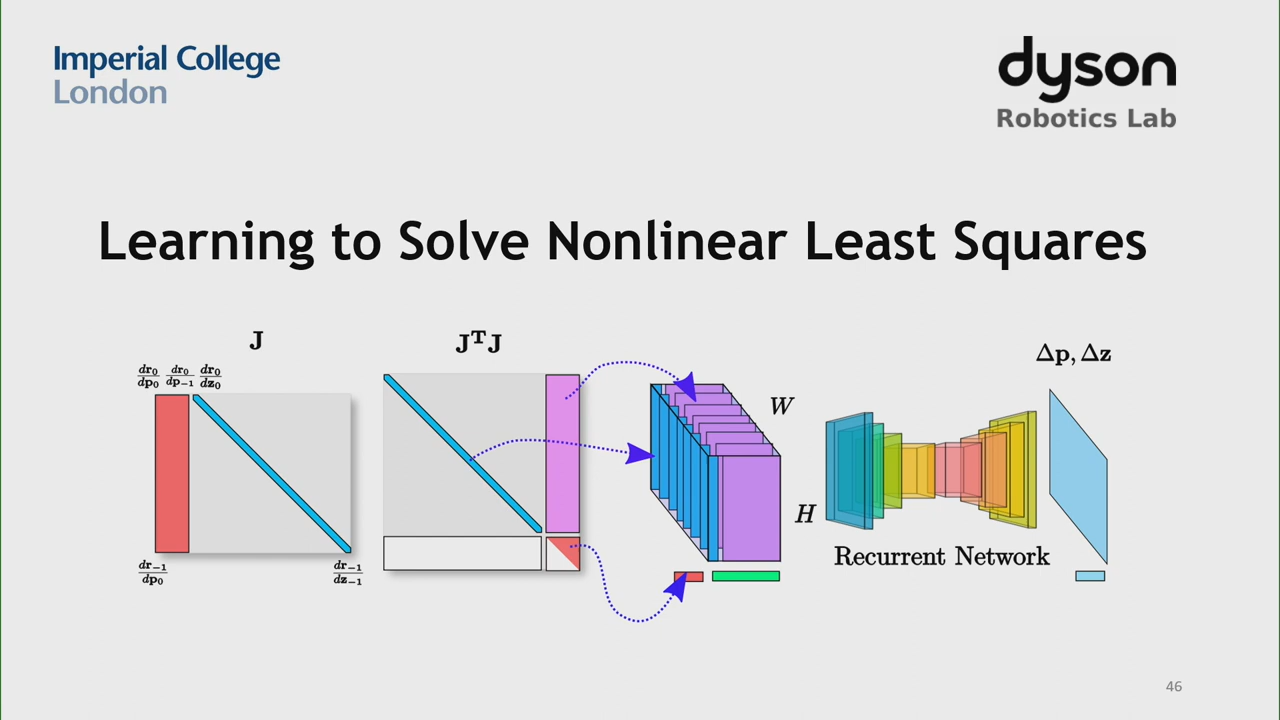 Imperial College
London
dyson
Robotics Lab
Learning to Solve Nonlinear Least Squares
J
JᵀJ
Δp, Δz
dr₀/dp₀ dr₀/dp₋₁ dr₀/dz₀
W
H
Recurrent Network
dr₋₁/dp₀ dr₋₁/dz₋₁
46